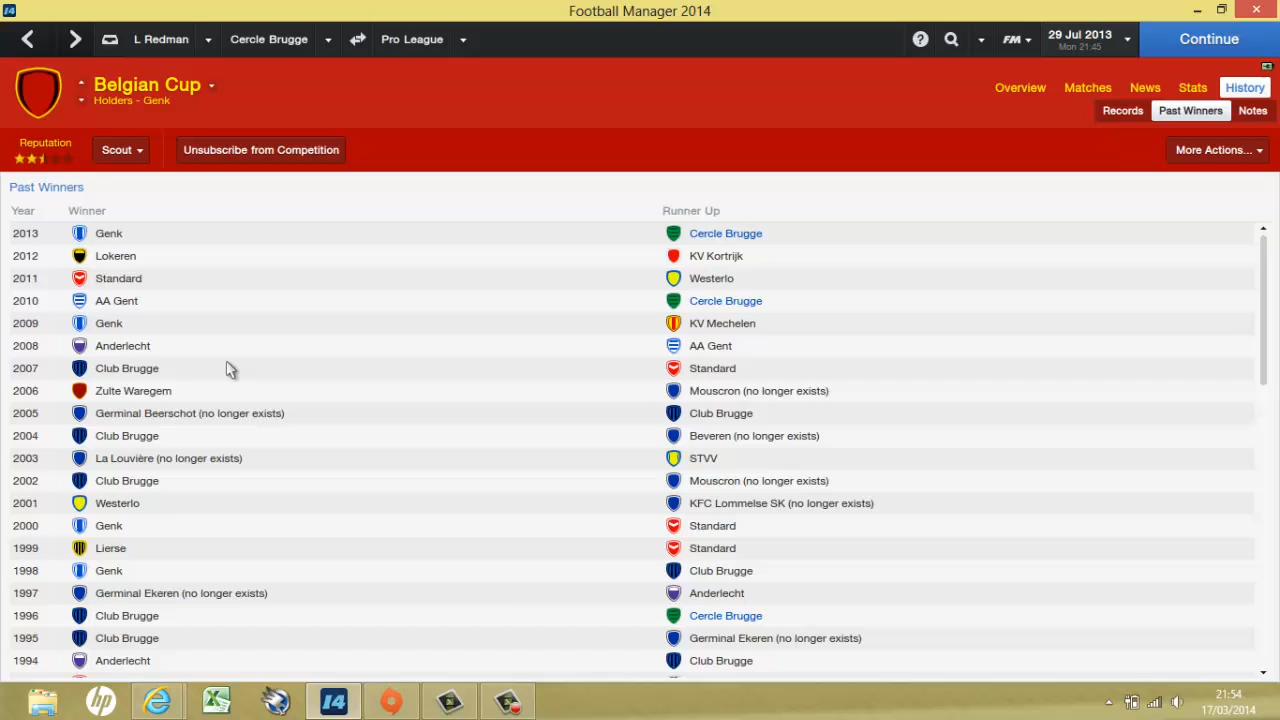 Football Manager 2014
L Redman Cercle Brugge Pro League 29 Jul 2013 Mon 21:45 Continue
Belgian Cup
Holders - Genk
Overview Matches News Stats History
Records Past Winners Notes
Reputation
Scout Unsubscribe from Competition More Actions...
Past Winners
Year Winner Runner Up
2013 Genk Cercle Brugge
2012 Lokeren KV Kortrijk
2011 Standard Westerlo
2010 AA Gent Cercle Brugge
2009 Genk KV Mechelen
2008 Anderlecht AA Gent
2007 Club Brugge Standard
2006 Zulte Waregem Mouscron (no longer exists)
2005 Germinal Beerschot (no longer exists) Club Brugge
2004 Club Brugge Beveren (no longer exists)
2003 La Louvière (no longer exists) STVV
2002 Club Brugge Mouscron (no longer exists)
2001 Westerlo KFC Lommelse SK (no longer exists)
2000 Genk Standard
1999 Lierse Standard
1998 Genk Club Brugge
1997 Germinal Ekeren (no longer exists) Anderlecht
1996 Club Brugge Cercle Brugge
1995 Club Brugge Germinal Ekeren (no longer exists)
1994 Anderlecht Club Brugge
21:54
17/03/2014